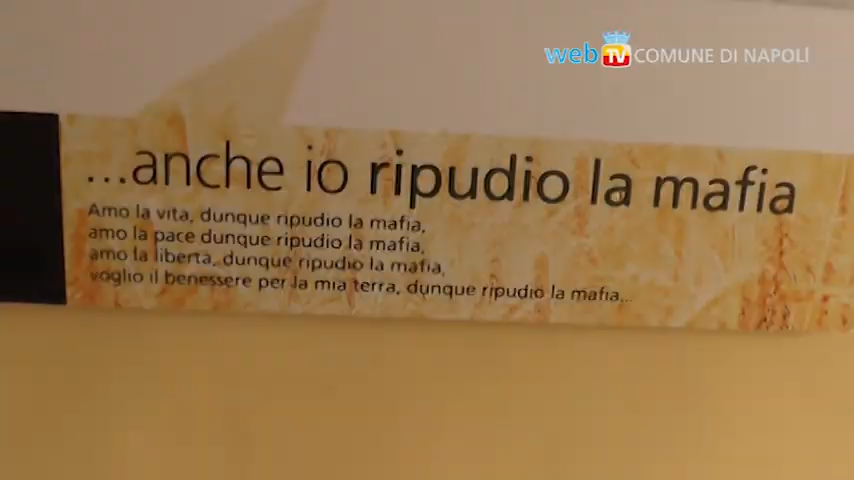 web TV COMUNE DI NAPOLI
...anche io ripudio la mafia
Amo la vita, dunque ripudio la mafia,
amo la pace dunque ripudio la mafia,
amo la libertà, dunque ripudio la mafia,
voglio il benessere per la mia terra, dunque ripudio la mafia...